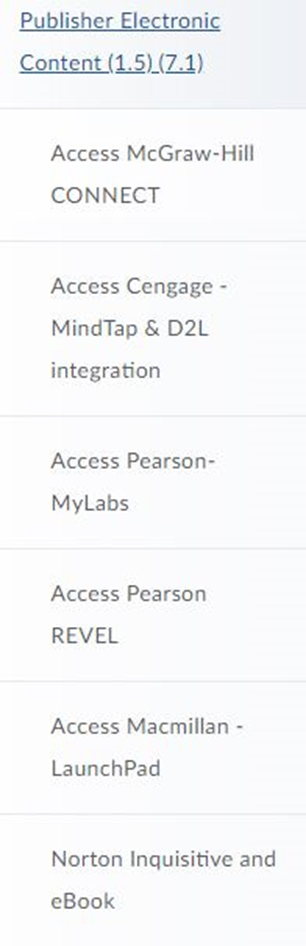 Publisher Electronic
Content (1.5) (7.1)
Access McGraw-Hill
CONNECT
Access Cengage -
MindTap & D2L
integration
Access Pearson-
MyLabs
Access Pearson
REVEL
Access Macmillan -
LaunchPad
Norton Inquisitive and
eBook